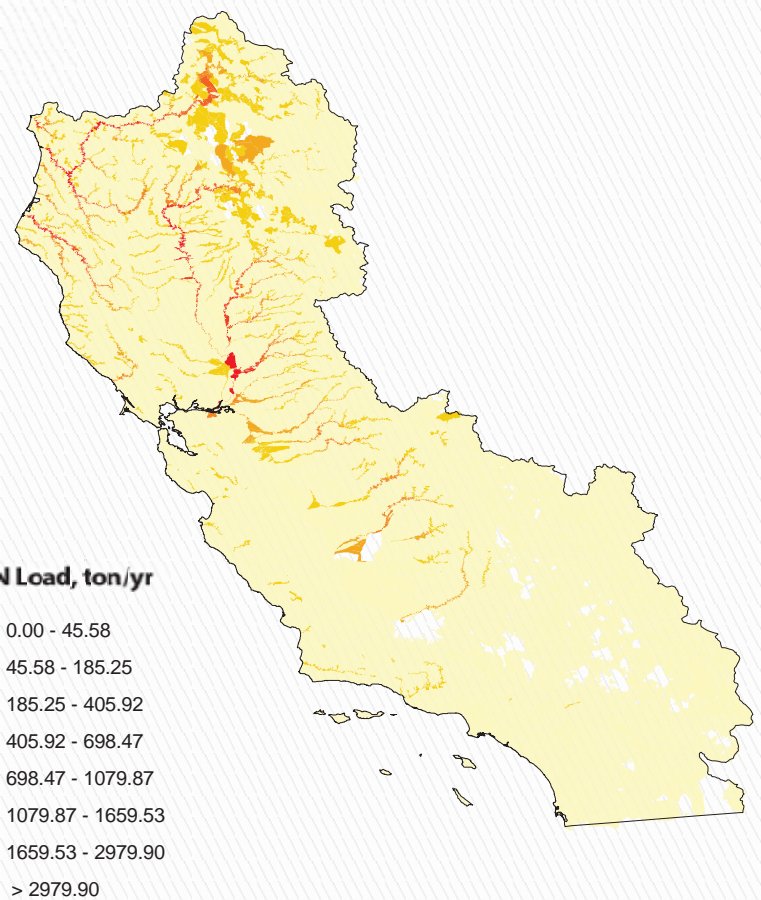 N Load, ton/yr
0.00 - 45.58
45.58 - 185.25
185.25 - 405.92
405.92 - 698.47
698.47 - 1079.87
1079.87 - 1659.53
1659.53 - 2979.90
> 2979.90